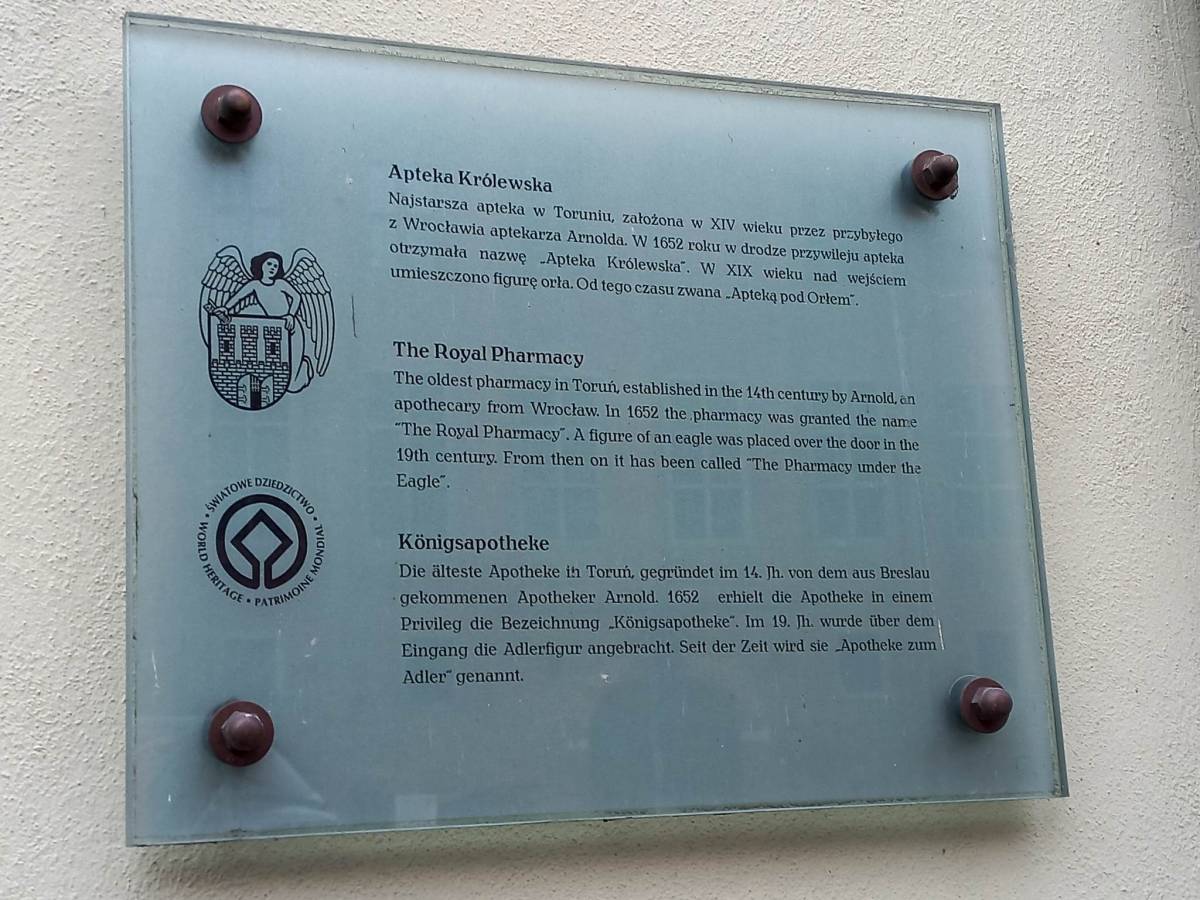 Apteka Królewska
Najstarsza apteka w Toruniu, założona w XIV wieku przez przybyłego
z Wrocławia aptekarza Arnolda. W 1652 roku w drodze przywileju apteka
otrzymała nazwę „Apteka Królewska”. W XIX wieku nad wejściem
umieszczono figurę orła. Od tego czasu zwana „Apteką pod Orłem”.
The Royal Pharmacy
The oldest pharmacy in Toruń, established in the 14th century by Arnold, an
apothecary from Wrocław. In 1652 the pharmacy was granted the name
“The Royal Pharmacy”. A figure of an eagle was placed over the door in the
19th century. From then on it has been called “The Pharmacy under the
Eagle”.
Königsapotheke
Die älteste Apotheke in Toruń, gegründet im 14. Jh. von dem aus Breslau
gekommenen Apotheker Arnold. 1652 erhielt die Apotheke in einem
Privileg die Bezeichnung „Königsapotheke”. Im 19. Jh. wurde über dem
Eingang die Adlerfigur angebracht. Seit der Zeit wird sie „Apotheke zum
Adler” genannt.
• ŚWIATOWE DZIEDZICTWO • WORLD HERITAGE • PATRIMOINE MONDIAL